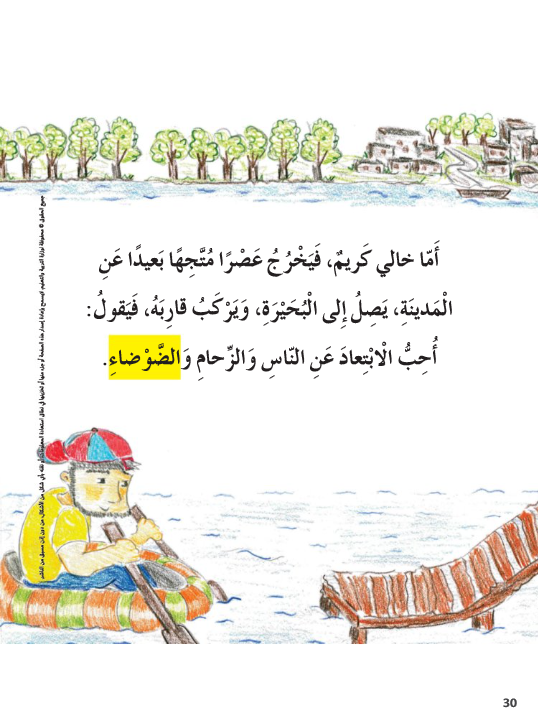 أَمّا خالي كَريمٌ، فَيَخْرُجُ عَصْرًا مُتَّجِهًا بَعيدًا عَنِ
الْمَدينَةِ، يَصِلُ إِلى الْبُحَيْرَةِ، وَيَرْكَبُ قارِبَهُ، فَيَقولُ:
أُحِبُّ الْابْتِعادَ عَنِ النّاسِ وَالزِّحامِ وَالضَّوْضاءِ.
30